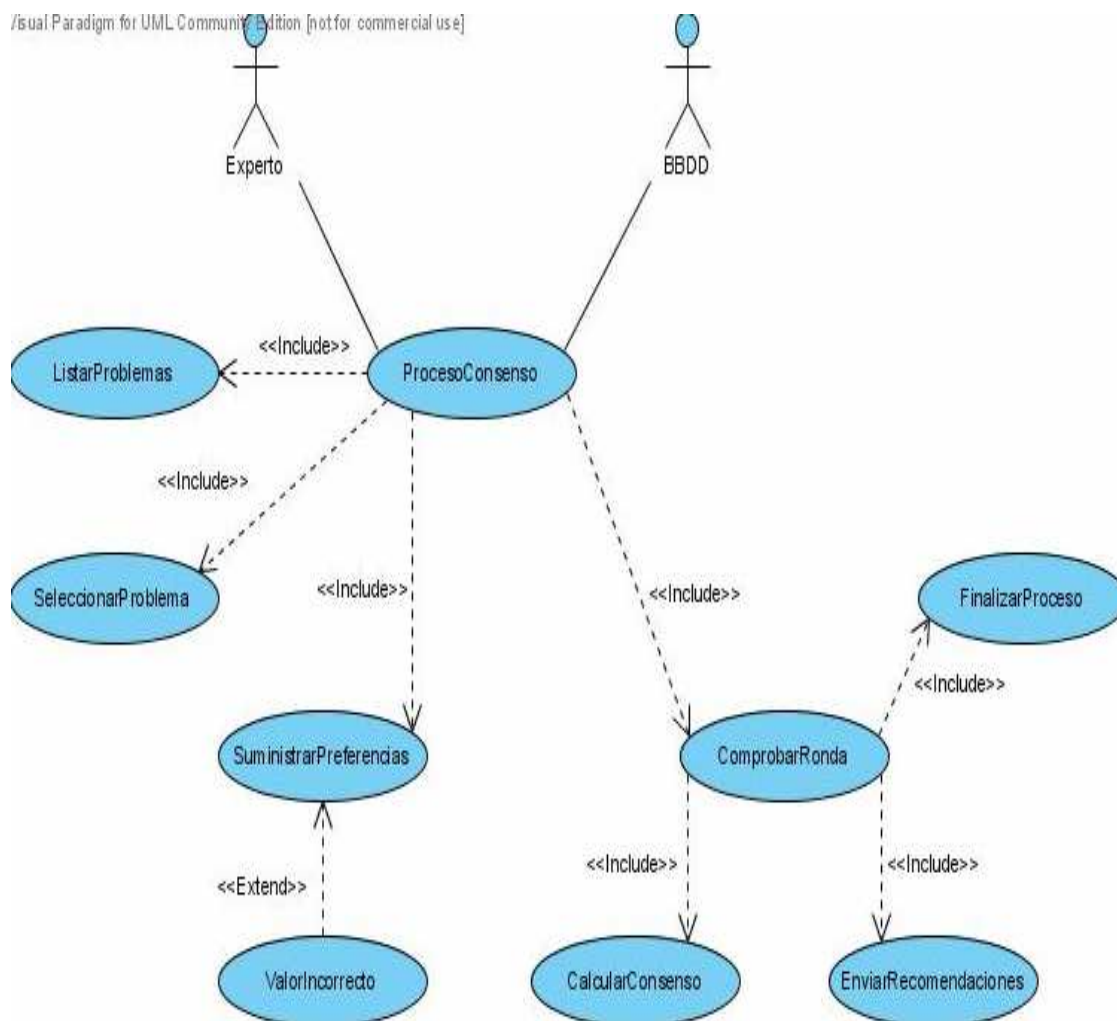 Visual Paradigm for UML Community Edition [not for commercial use]
Experto
BBDD
<<Include>>
ListarProblemas
ProcesoConsenso
<<Include>>
SeleccionarProblema
<<Include>>
<<Include>>
FinalizarProceso
<<Include>>
SuministrarPreferencias
ComprobarRonda
<<Extend>>
<<Include>>
<<Include>>
ValorIncorrecto
CalcularConsenso
EnviarRecomendaciones